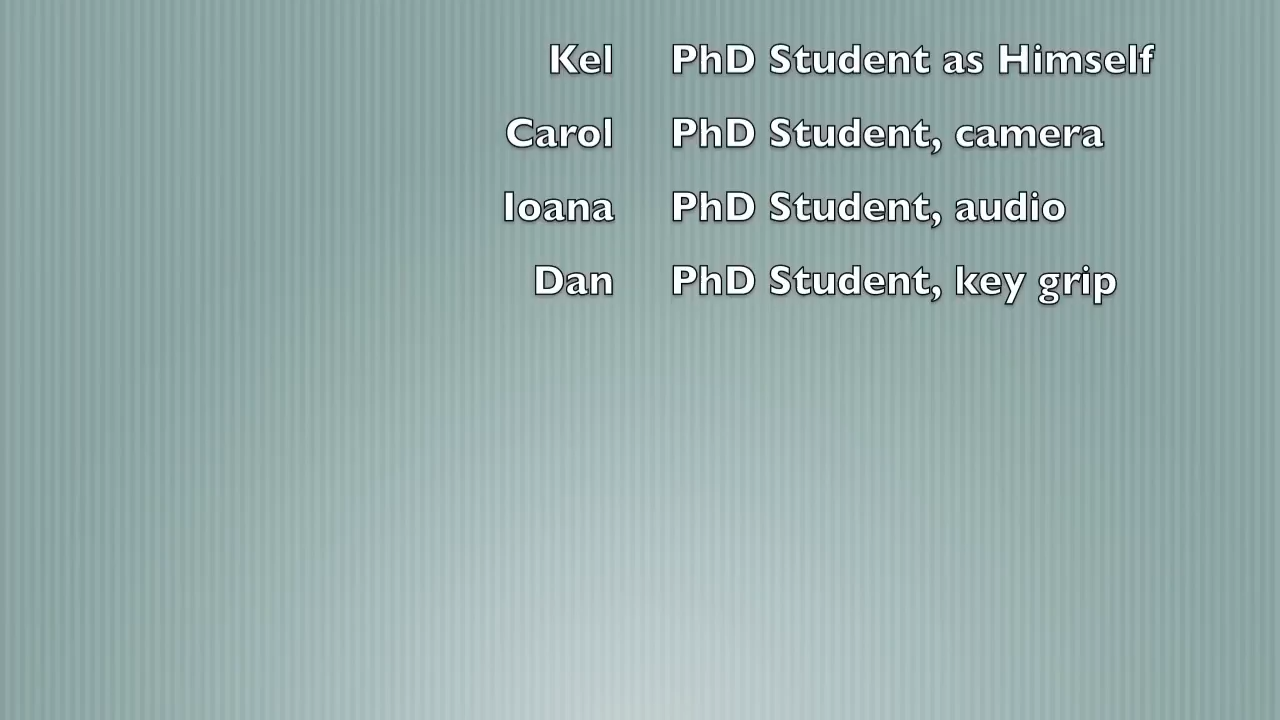 Kel PhD Student as Himself
Carol PhD Student, camera
Ioana PhD Student, audio
Dan PhD Student, key grip